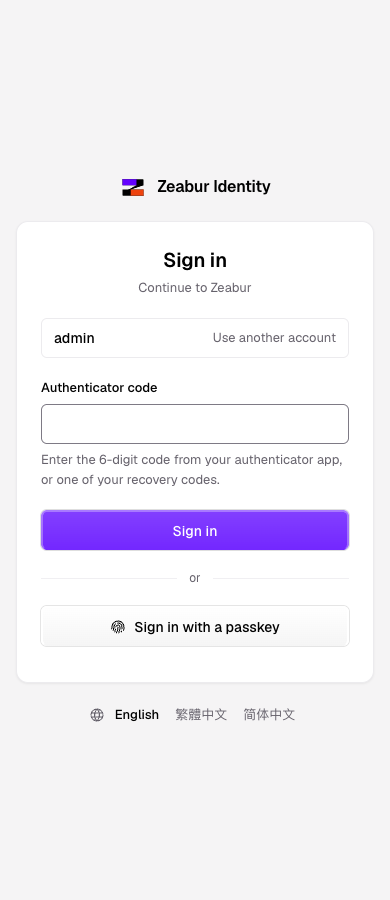 Zeabur Identity
Sign in
Continue to Zeabur
admin
Use another account
Authenticator code
Enter the 6-digit code from your authenticator app,
or one of your recovery codes.
Sign in
or
Sign in with a passkey
English 繁體中文 简体中文